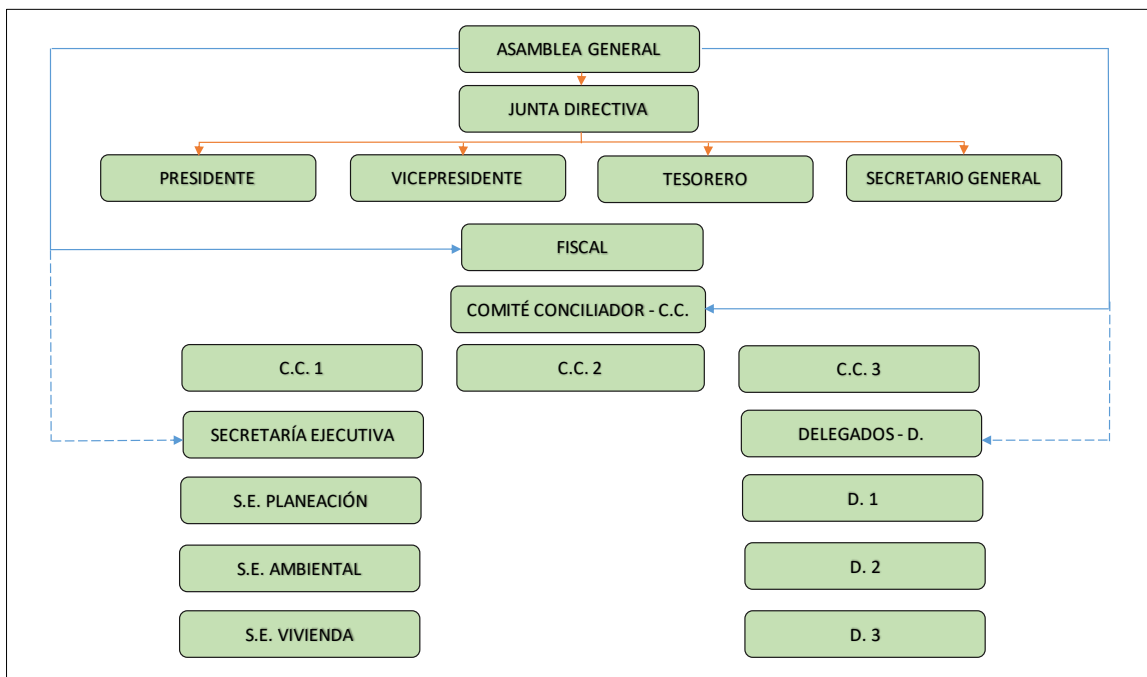 ASAMBLEA GENERAL
JUNTA DIRECTIVA
PRESIDENTE
VICEPRESIDENTE
TESORERO
SECRETARIO GENERAL
FISCAL
COMITÉ CONCILIADOR - C.C.
C.C. 1
C.C. 2
C.C. 3
SECRETARÍA EJECUTIVA
DELEGADOS - D.
S.E. PLANEACIÓN
D. 1
S.E. AMBIENTAL
D. 2
S.E. VIVIENDA
D. 3